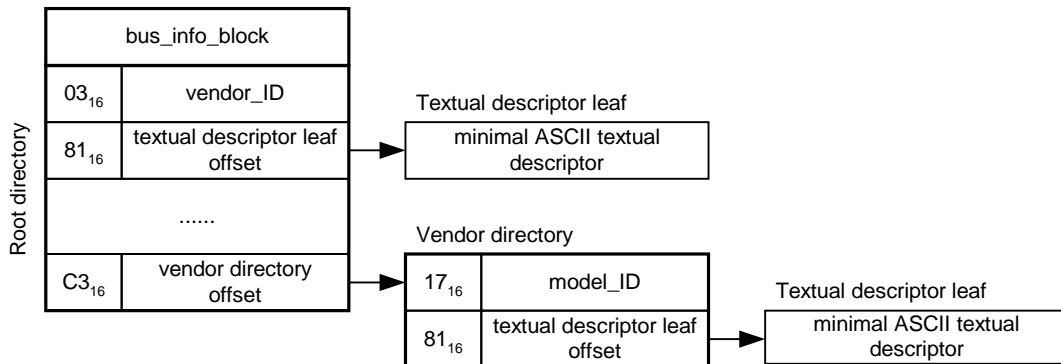 bus_info_block
Root directory
03₁₆ vendor_ID
81₁₆ textual descriptor leaf
offset
Textual descriptor leaf
minimal ASCII textual
descriptor
......
C3₁₆ vendor directory
offset
Vendor directory
17₁₆ model_ID
81₁₆ textual descriptor leaf
offset
Textual descriptor leaf
minimal ASCII textual
descriptor